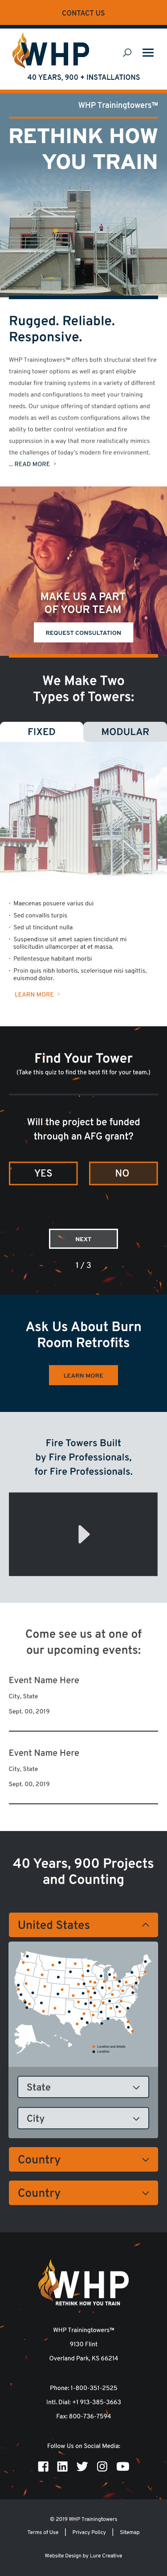 CONTACT US
WHP
40 YEARS, 900 + INSTALLATIONS
WHP Trainingtowers™
RETHINK HOW
YOU TRAIN
Rugged. Reliable.
Responsive.
WHP Trainingtowers™ offers both structural steel fire
training tower options as well as grant eligible
modular fire training systems in a variety of different
models and configurations to meet your training
needs. Our unique offering of standard options and
models as well as custom configurations allows the
ability to better control ventilation and fire
suppression in a way that more realistically mimics
the challenges of today's modern fire environment.
... READ MORE >
MAKE US A PART
OF YOUR TEAM
REQUEST CONSULTATION
We Make Two
Types of Towers:
FIXED MODULAR
· Maecenas posuere varius dui
· Sed convallis turpis
· Sed ut tincidunt nulla
· Suspendisse ut amet sapien tincidunt mi
sollicitudin ullamcorper at et massa.
· Pellentesque habitant morbi
· Proin quis nibh lobortis, scelerisque nisi sagittis,
euismod dolor.
LEARN MORE >
Find Your Tower
(Take this quiz to find the best fit for your team.)
Will the project be funded
through an AFG grant?
YES NO
NEXT
1 / 3
Ask Us About Burn
Room Retrofits
LEARN MORE
Fire Towers Built
by Fire Professionals,
for Fire Professionals.
Come see us at one of
our upcoming events:
Event Name Here
City, State
Sept. 00, 2019
Event Name Here
City, State
Sept. 00, 2019
40 Years, 900 Projects
and Counting
United States
Location and details
Location
State
City
Country
Country
WHP
RETHINK HOW YOU TRAIN
WHP Trainingtowers™
9130 Flint
Overland Park, KS 66214
Phone: 1-800-351-2525
Intl. Dial: +1 913-385-3663
Fax: 800-736-7594
Follow Us on Social Media:
© 2019 WHP Trainingtowers
Terms of Use | Privacy Policy | Sitemap
Website Design by Lure Creative